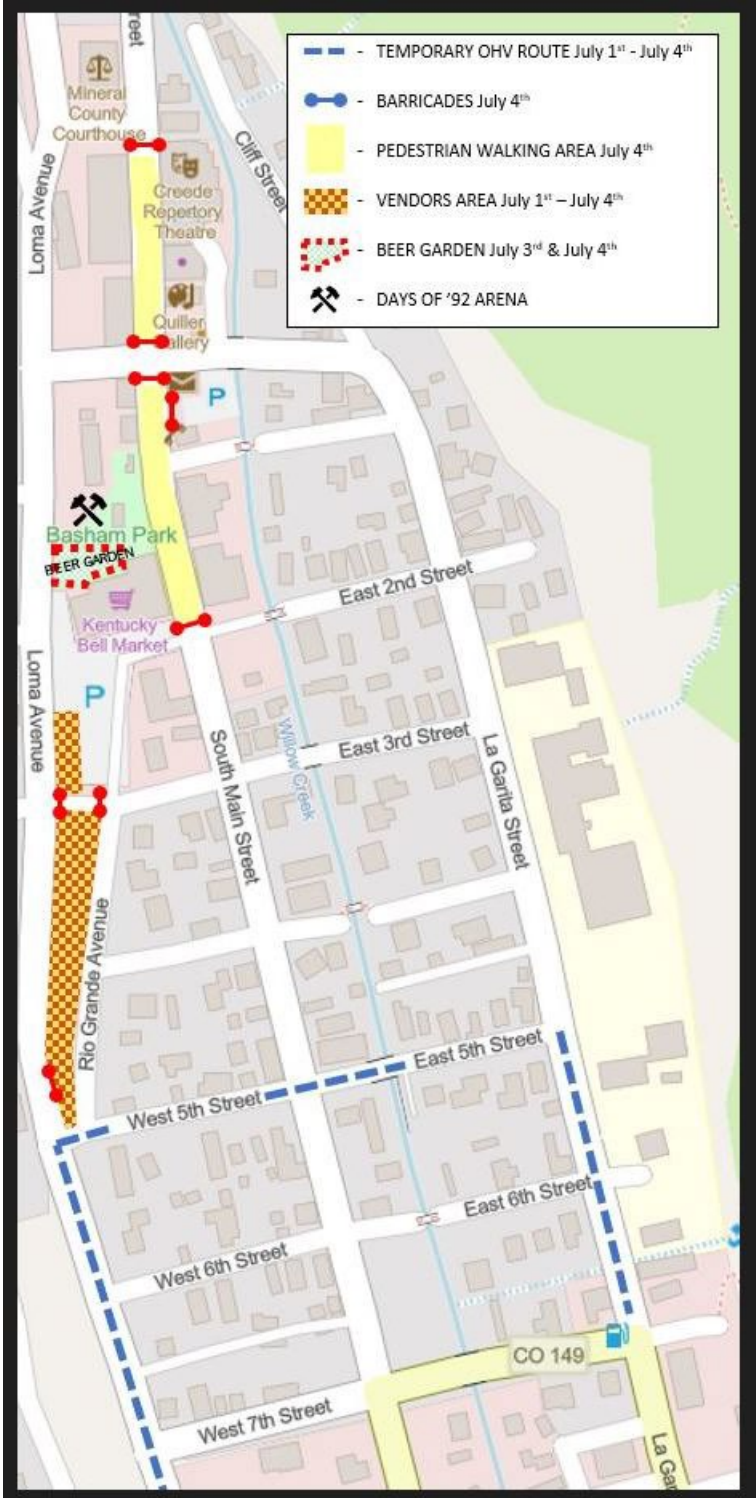 reet
- TEMPORARY OHV ROUTE July 1st - July 4th
- BARRICADES July 4th
- PEDESTRIAN WALKING AREA July 4th
- VENDORS AREA July 1st – July 4th
- BEER GARDEN July 3rd & July 4th
- DAYS OF '92 ARENA
Mineral
County
Courthouse
Cliff Street
Loma Avenue
Creede
Repertory
Theatre
Quiller
allery
P
Basham Park
BEER GARDEN
East 2nd Street
Kentucky
Bell Market
Loma Avenue
P
Willow Creek
East 3rd Street
South Main Street
La Garita Street
Rio Grande Avenue
East 5th Street
West 5th Street
East 6th Street
West 6th Street
CO 149
West 7th Street
La Gar